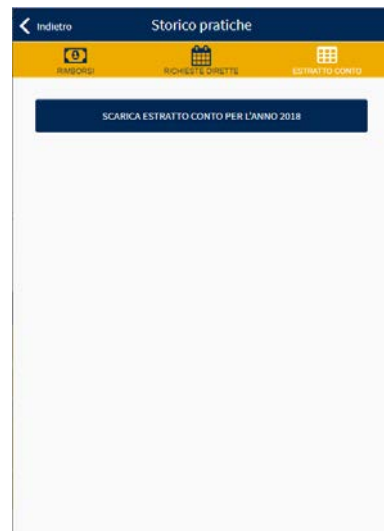 Indietro
Storico pratiche
RIMBORSI
RICHIESTE DIRETTE
ESTRATTO CONTO
SCARICA ESTRATTO CONTO PER L'ANNO 2018